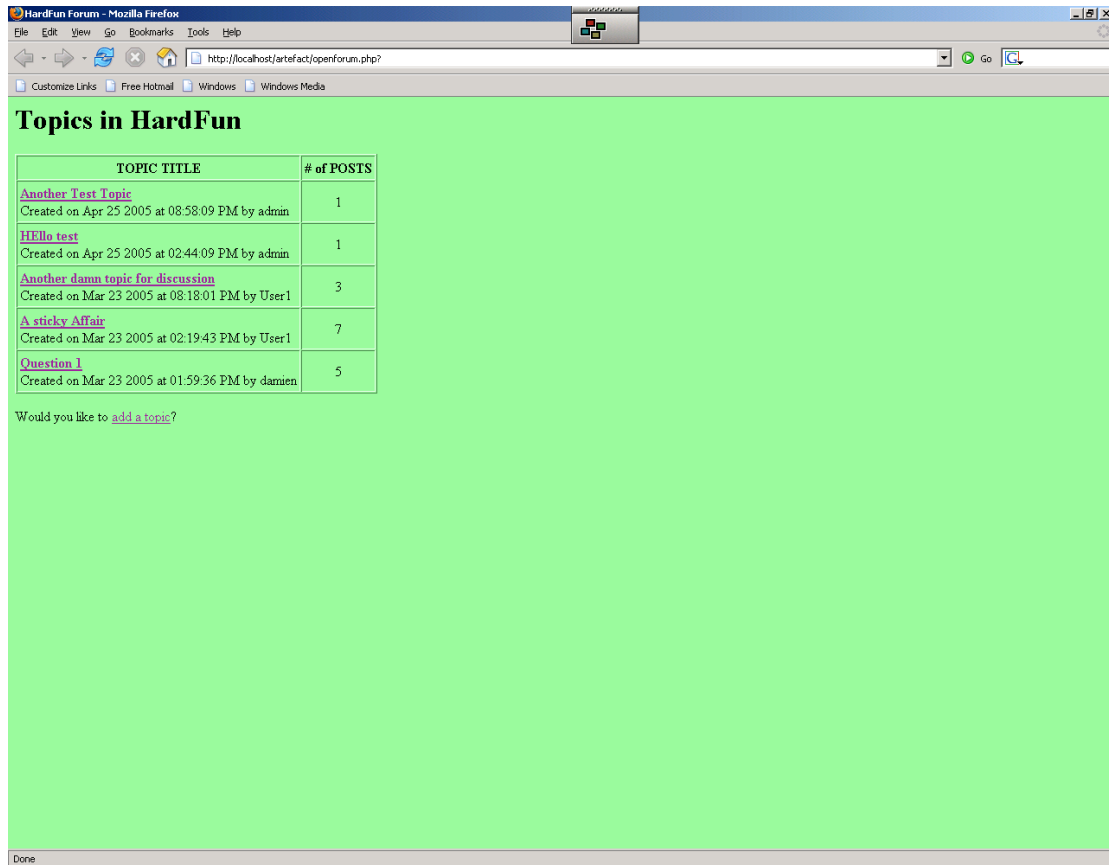 HardFun Forum - Mozilla Firefox
File Edit View Go Bookmarks Tools Help
http://localhost/artefact/openforum.php? Go G
Customize Links Free Hotmail Windows Windows Media
Topics in HardFun
TOPIC TITLE # of POSTS
Another Test Topic
Created on Apr 25 2005 at 08:58:09 PM by admin 1
HEllo test
Created on Apr 25 2005 at 02:44:09 PM by admin 1
Another damn topic for discussion
Created on Mar 23 2005 at 08:18:01 PM by User1 3
A sticky Affair
Created on Mar 23 2005 at 02:19:43 PM by User1 7
Question 1
Created on Mar 23 2005 at 01:59:36 PM by damien 5
Would you like to add a topic?
Done